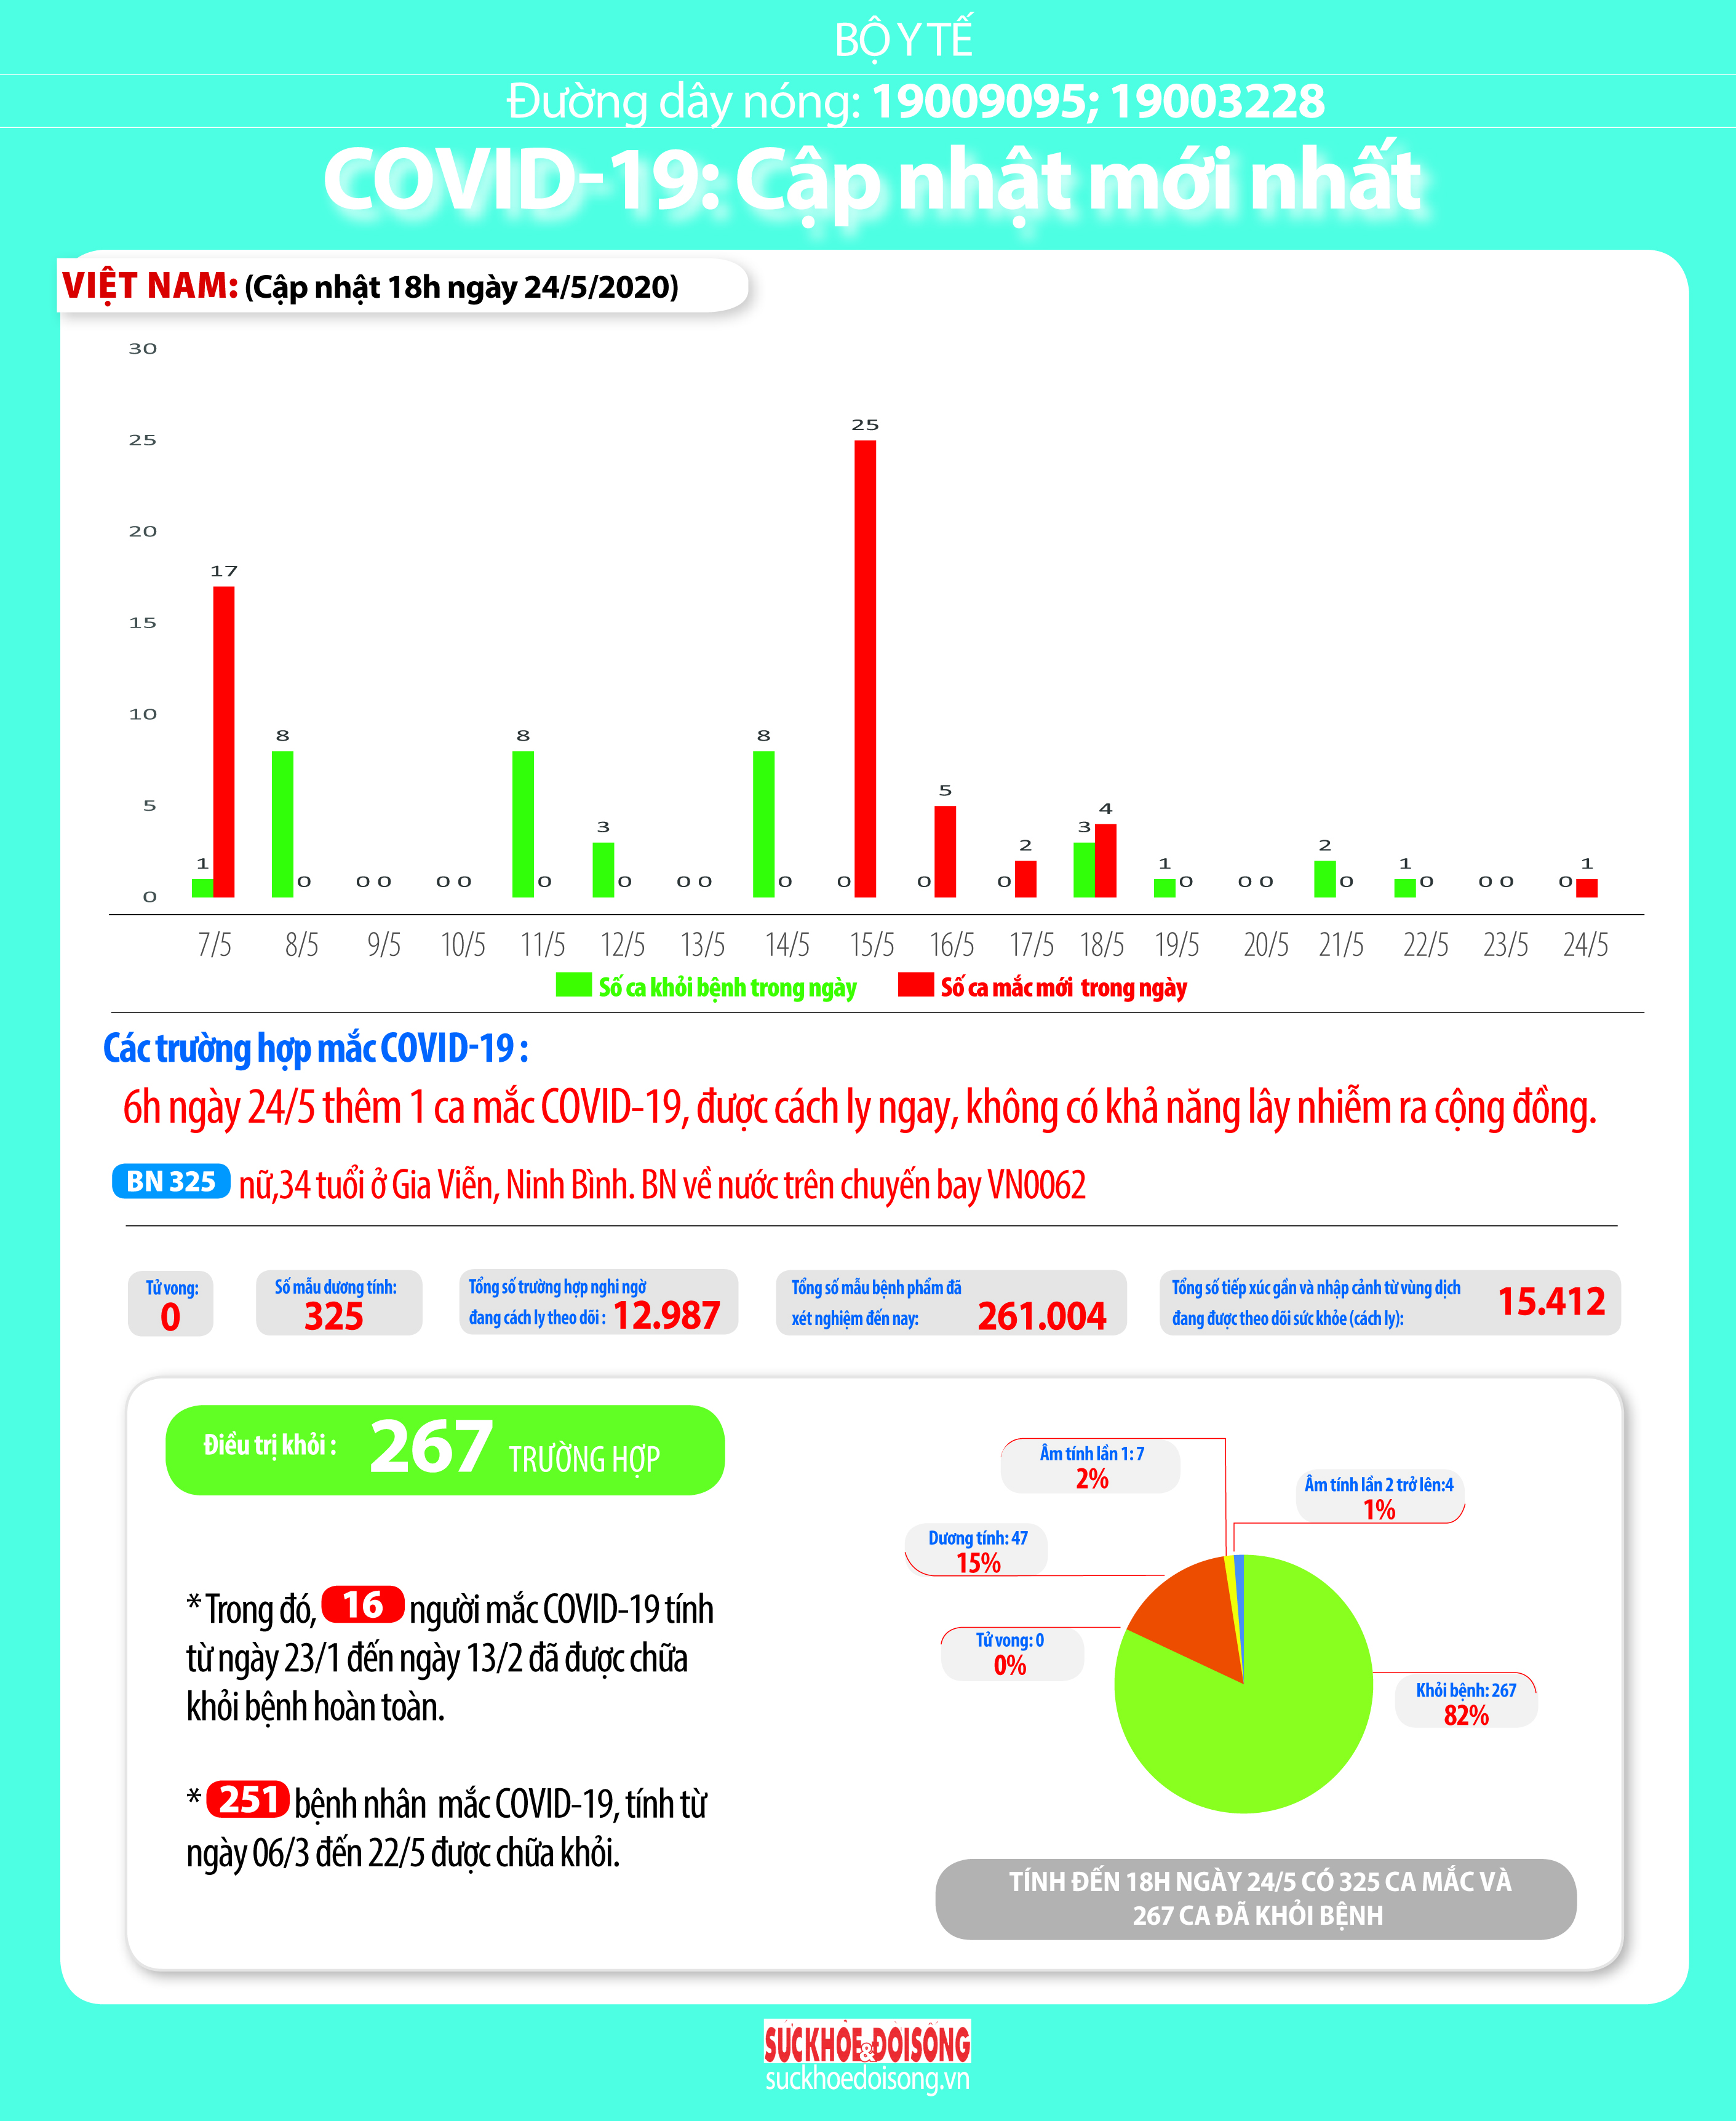 BỘ Y TẾ
Đường dây nóng: 19009095; 19003228
COVID-19: Cập nhật mới nhất
VIỆT NAM: (Cập nhật 18h ngày 24/5/2020)
30
25
20
15
10
5
0
1 17
8 0
0 0
0 0
8 0
3 0
0 0
8 0
0 25
0 5
0 2
3 4
1 0
0 0
2 0
1 0
0 0
0 1
7/5 8/5 9/5 10/5 11/5 12/5 13/5 14/5 15/5 16/5 17/5 18/5 19/5 20/5 21/5 22/5 23/5 24/5
Số ca khỏi bệnh trong ngày Số ca mắc mới trong ngày
Các trường hợp mắc COVID-19 :
6h ngày 24/5 thêm 1 ca mắc COVID-19, được cách ly ngay, không có khả năng lây nhiễm ra cộng đồng.
BN 325 nữ,34 tuổi ở Gia Viễn, Ninh Bình. BN về nước trên chuyến bay VN0062
Tử vong:
0
Số mẫu dương tính:
325
Tổng số trường hợp nghi ngờ
đang cách ly theo dõi : 12.987
Tổng số mẫu bệnh phẩm đã
xét nghiệm đến nay: 261.004
Tổng số tiếp xúc gần và nhập cảnh từ vùng dịch
đang được theo dõi sức khỏe (cách ly): 15.412
Điều trị khỏi : 267 TRƯỜNG HỢP
* Trong đó, 16 người mắc COVID-19 tính
từ ngày 23/1 đến ngày 13/2 đã được chữa
khỏi bệnh hoàn toàn.
* 251 bệnh nhân mắc COVID-19, tính từ
ngày 06/3 đến 22/5 được chữa khỏi.
Âm tính lần 1: 7
2%
Âm tính lần 2 trở lên:4
1%
Dương tính: 47
15%
Tử vong: 0
0%
Khỏi bệnh: 267
82%
TÍNH ĐẾN 18H NGÀY 24/5 CÓ 325 CA MẮC VÀ
267 CA ĐÃ KHỎI BỆNH
SỨC KHỎE & ĐỜI SỐNG
suckhoedoisong.vn